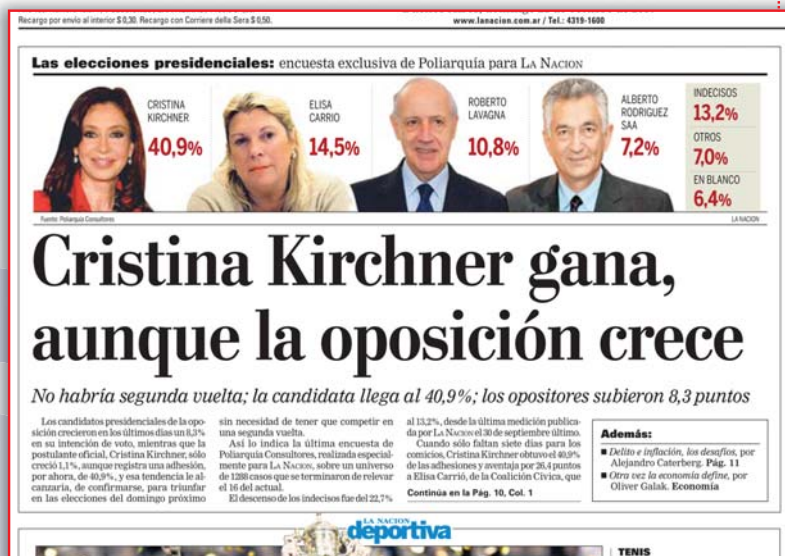 Recargo por envío al interior $ 0,30. Recargo con Corriere della Sera $ 0,50.
www.lanacion.com.ar / Tel.: 4319-1600
Las elecciones presidenciales: encuesta exclusiva de Poliarquía para LA NACION
CRISTINA
KIRCHNER
40,9%
ELISA
CARRIO
14,5%
ROBERTO
LAVAGNA
10,8%
ALBERTO
RODRIGUEZ
SAA
7,2%
INDECISOS
13,2%
OTROS
7,0%
EN BLANCO
6,4%
Fuente: Poliarquía Consultores
LA NACION
Cristina Kirchner gana,
aunque la oposición crece
No habría segunda vuelta; la candidata llega al 40,9%; los opositores subieron 8,3 puntos
Los candidatos presidenciales de la opo-
sición crecieron en los últimos días un 8,3%
en su intención de voto, mientras que la
postulante oficial, Cristina Kirchner, sólo
creció 1,1%, aunque registra una adhesión,
por ahora, de 40,9%, y esa tendencia le al-
canzaría, de confirmarse, para triunfar
en las elecciones del domingo próximo
sin necesidad de tener que competir en
una segunda vuelta.
Así lo indica la última encuesta de
Poliarquía Consultores, realizada especial-
mente para LA NACION, sobre un universo
de 1288 casos que se terminaron de relevar
el 16 del actual.
El descenso de los indecisos fue del 22,7%
al 13,2%, desde la última medición publica-
da por LA NACION el 30 de septiembre último.
Cuando sólo faltan siete días para los
comicios, Cristina Kirchner obtuvo el 40,9%
de las adhesiones y aventaja por 26,4 puntos
a Elisa Carrió, de la Coalición Cívica, que
Continúa en la Pág. 10, Col. 1
Además:
■ Delito e inflación, los desafíos, por
Alejandro Caterberg. Pág. 11
■ Otra vez la economía define, por
Oliver Galak. Economía
LA NACION
deportiva
TENIS